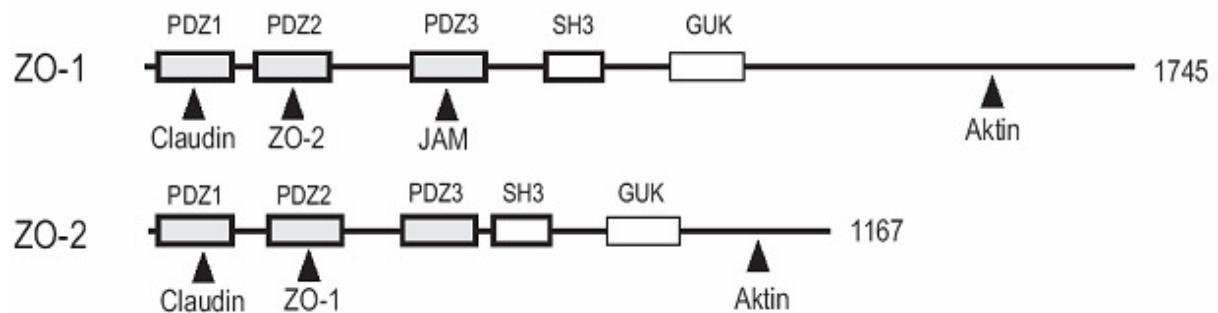 PDZ1 PDZ2 PDZ3 SH3 GUK
ZO-1 1745
Claudin ZO-2 JAM Aktin
PDZ1 PDZ2 PDZ3 SH3 GUK
ZO-2 1167
Claudin ZO-1 Aktin